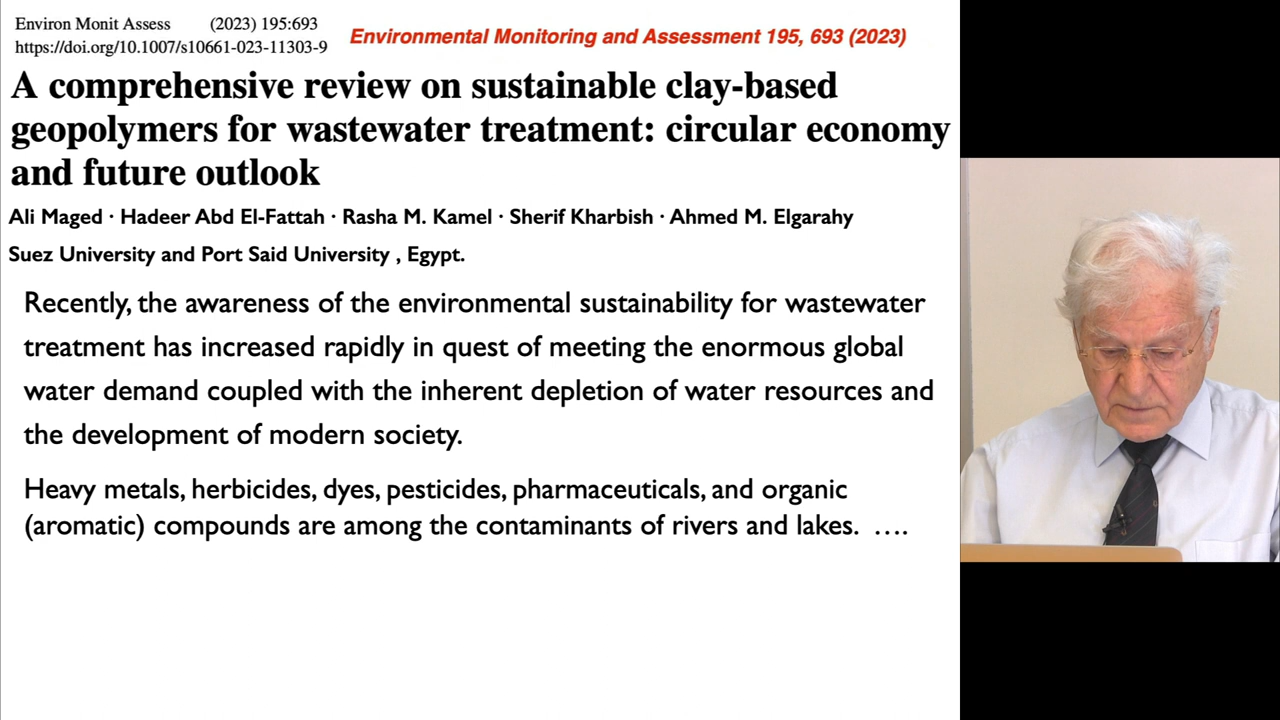 Environ Monit Assess (2023) 195:693
https://doi.org/10.1007/s10661-023-11303-9
Environmental Monitoring and Assessment 195, 693 (2023)
A comprehensive review on sustainable clay-based
geopolymers for wastewater treatment: circular economy
and future outlook
Ali Maged · Hadeer Abd El-Fattah · Rasha M. Kamel · Sherif Kharbish · Ahmed M. Elgarahy
Suez University and Port Said University , Egypt.
Recently, the awareness of the environmental sustainability for wastewater
treatment has increased rapidly in quest of meeting the enormous global
water demand coupled with the inherent depletion of water resources and
the development of modern society.
Heavy metals, herbicides, dyes, pesticides, pharmaceuticals, and organic
(aromatic) compounds are among the contaminants of rivers and lakes. ....